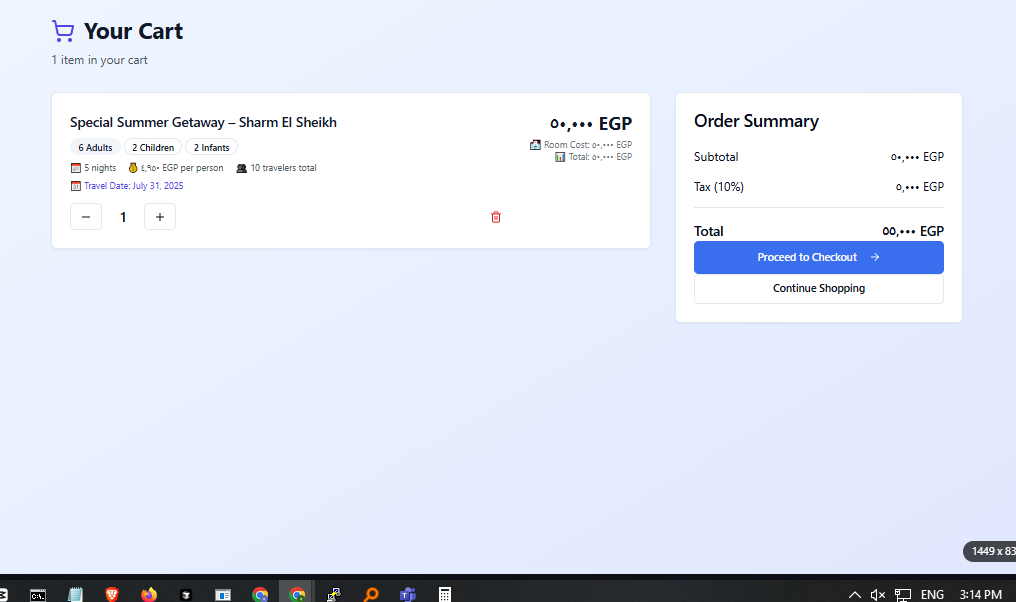 Your Cart
1 item in your cart
Special Summer Getaway – Sharm El Sheikh
6 Adults 2 Children 2 Infants
5 nights ٤,٩٥٠ EGP per person 10 travelers total
Travel Date: July 31, 2025
− 1 +
٥٠,٠٠٠ EGP
Room Cost: ٥٠,٠٠٠ EGP
Total: ٥٠,٠٠٠ EGP
Order Summary
Subtotal ٥٠,٠٠٠ EGP
Tax (10%) ٥,٠٠٠ EGP
Total ٥٥,٠٠٠ EGP
Proceed to Checkout →
Continue Shopping
1449 x 83
ENG 3:14 PM